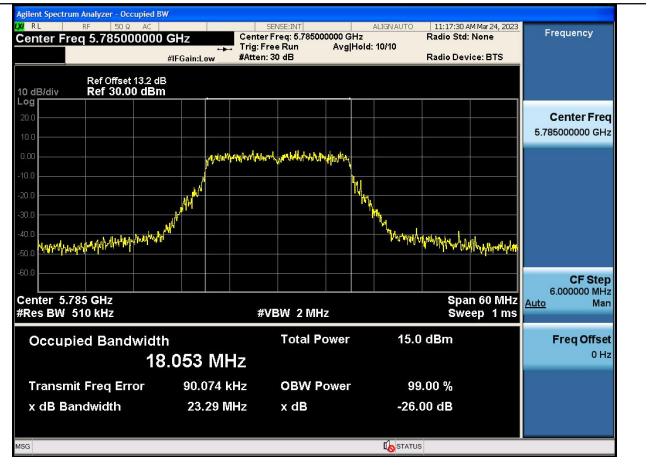 Agilent Spectrum Analyzer - Occupied BW
LXI RL RF 50 Ω AC SENSE:INT ALIGNAUTO 11:17:30 AM Mar 24, 2023
Center Freq 5.785000000 GHz Center Freq: 5.785000000 GHz Radio Std: None Frequency
Trig: Free Run Avg|Hold: 10/10
#IFGain:Low #Atten: 30 dB Radio Device: BTS
Ref Offset 13.2 dB
10 dB/div Ref 30.00 dBm
Log
20.0
10.0
0.00
-10.0
-20.0
-30.0
-40.0
-50.0
-60.0
Center 5.785 GHz Span 60 MHz
#Res BW 510 kHz #VBW 2 MHz Sweep 1 ms
Occupied Bandwidth Total Power 15.0 dBm
18.053 MHz
Transmit Freq Error 90.074 kHz OBW Power 99.00 %
x dB Bandwidth 23.29 MHz x dB -26.00 dB
Center Freq
5.785000000 GHz
CF Step
6.000000 MHz
Auto Man
Freq Offset
0 Hz
MSG STATUS